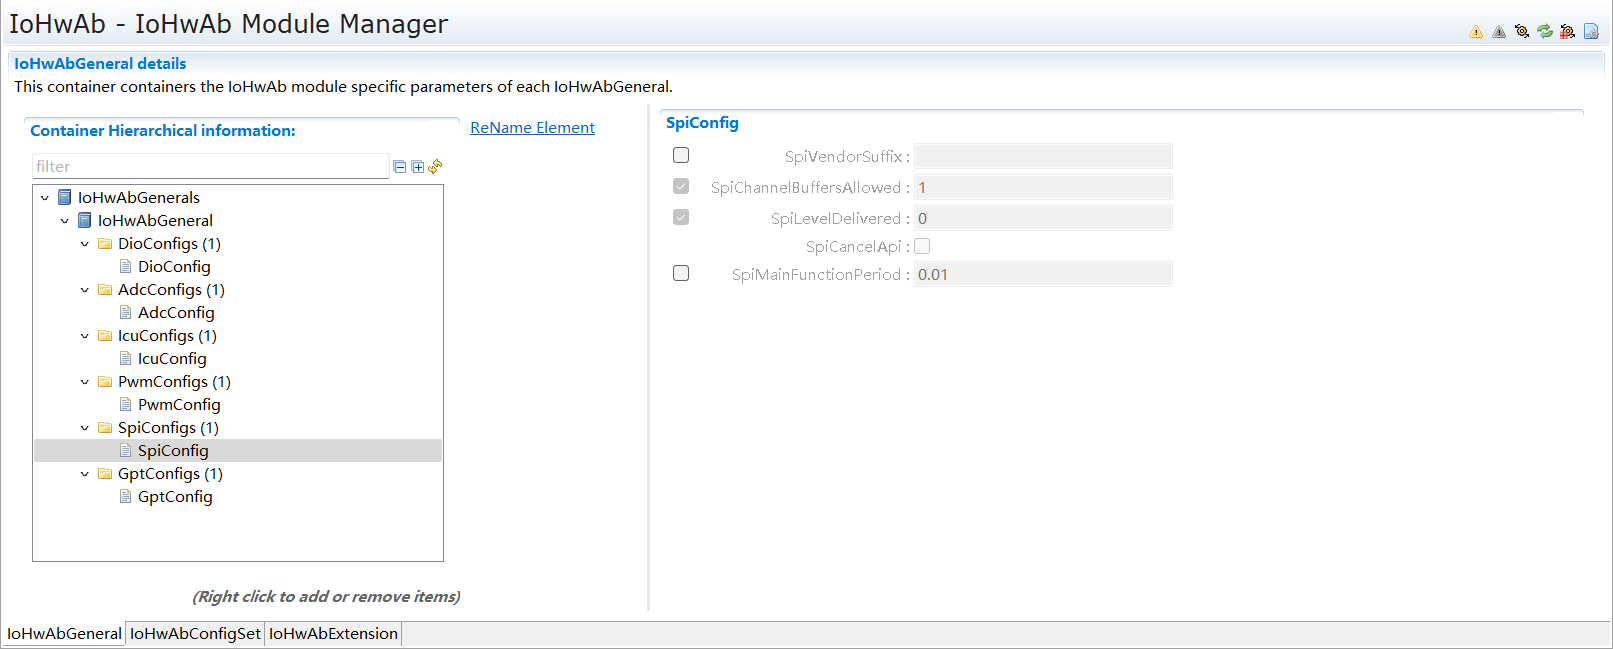 IoHwAb - IoHwAb Module Manager
IoHwAbGeneral details
This container containers the IoHwAb module specific parameters of each IoHwAbGeneral.
Container Hierarchical information:
ReName Element
filter
IoHwAbGenerals
IoHwAbGeneral
DioConfigs (1)
DioConfig
AdcConfigs (1)
AdcConfig
IcuConfigs (1)
IcuConfig
PwmConfigs (1)
PwmConfig
SpiConfigs (1)
SpiConfig
GptConfigs (1)
GptConfig
(Right click to add or remove items)
SpiConfig
SpiVendorSuffix :
SpiChannelBuffersAllowed : 1
SpiLevelDelivered : 0
SpiCancelApi :
SpiMainFunctionPeriod : 0.01
IoHwAbGeneral IoHwAbConfigSet IoHwAbExtension